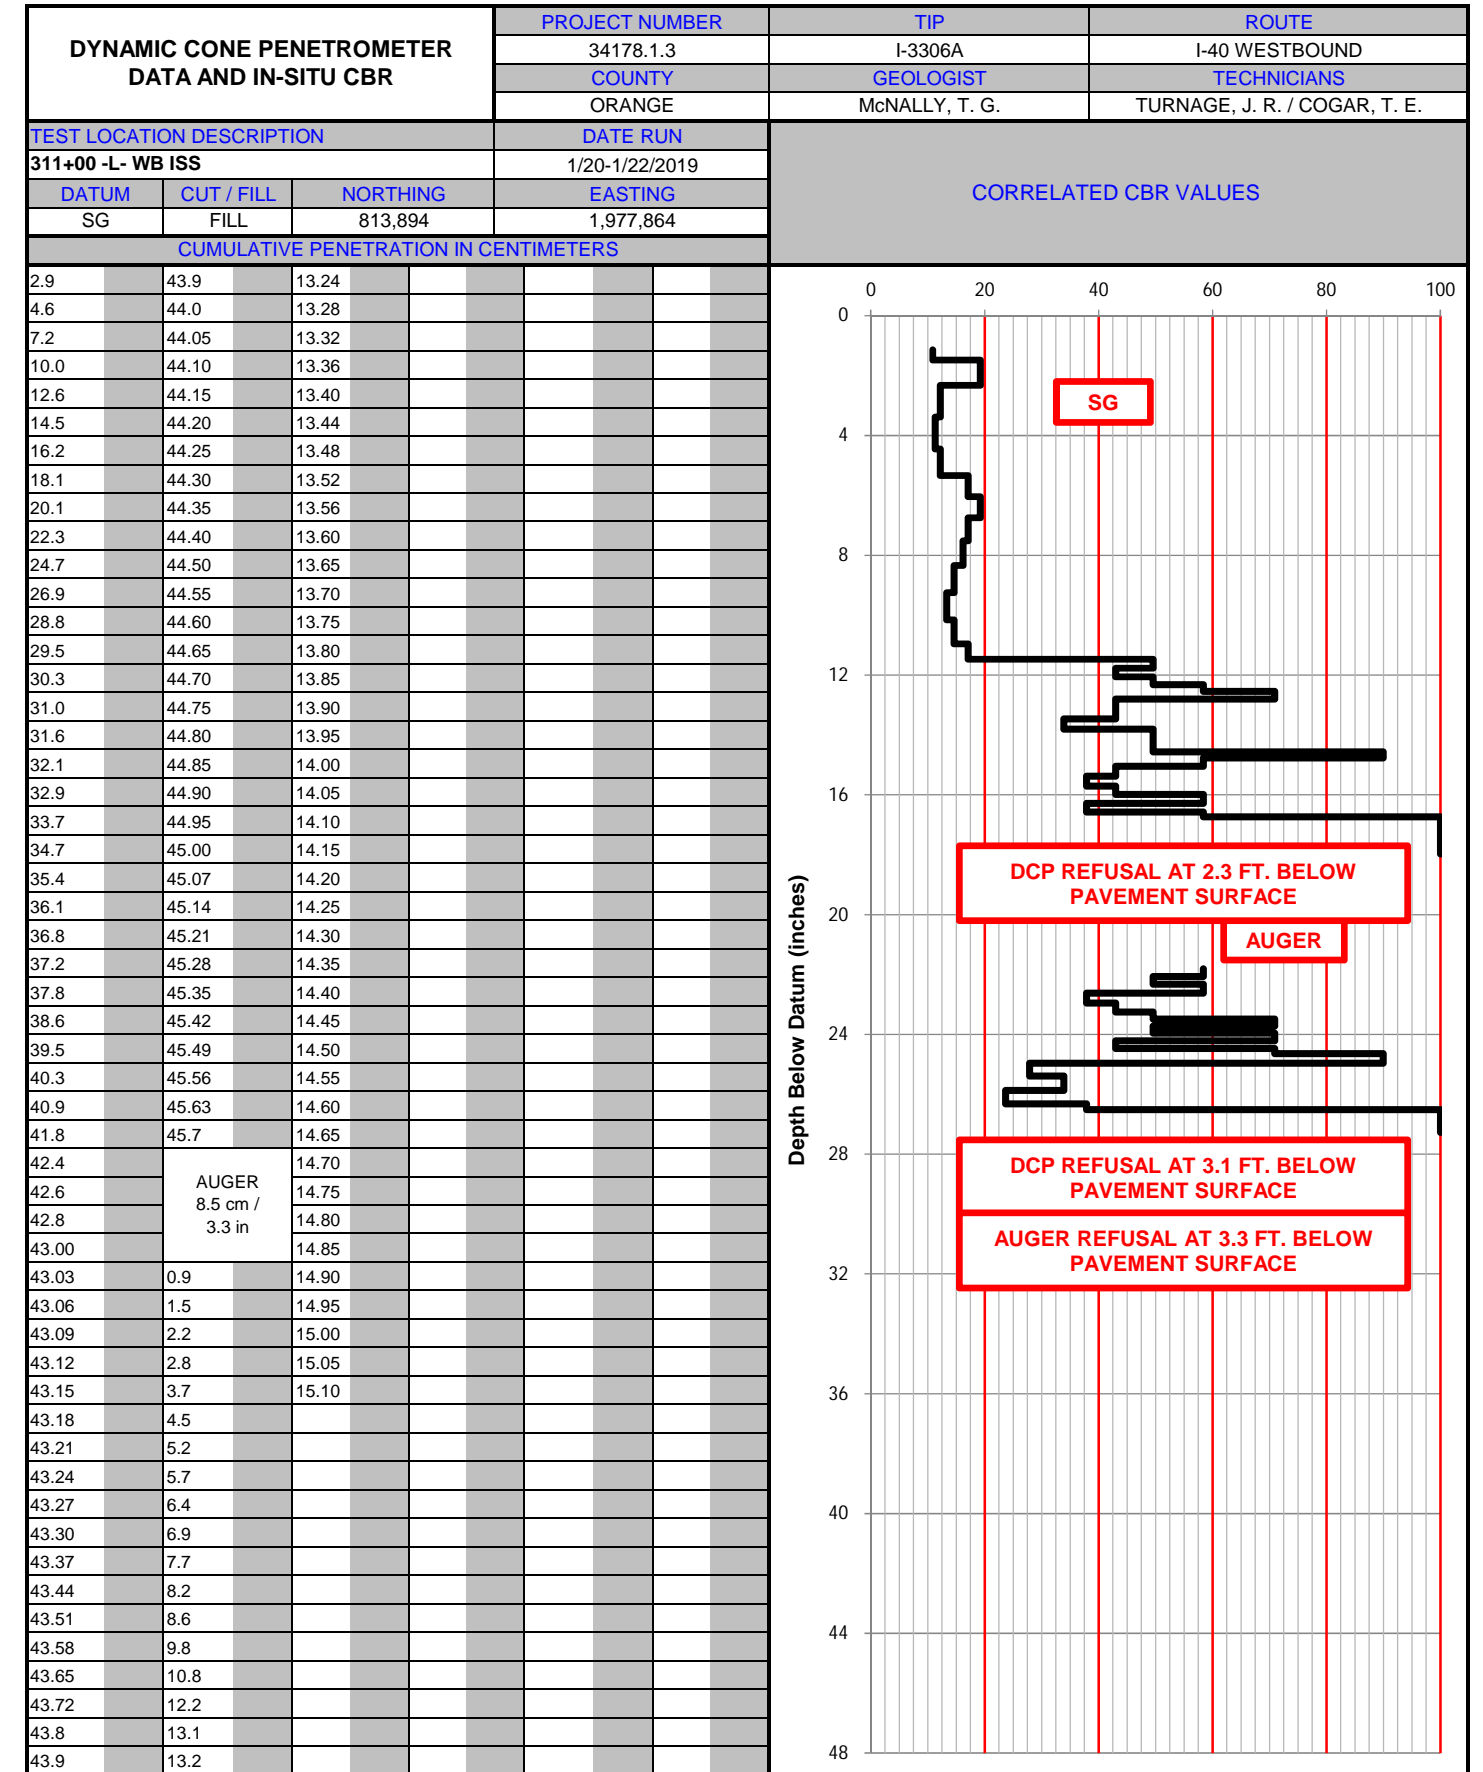 DYNAMIC CONE PENETROMETER
DATA AND IN-SITU CBR
PROJECT NUMBER TIP ROUTE
34178.1.3 I-3306A I-40 WESTBOUND
COUNTY GEOLOGIST TECHNICIANS
ORANGE McNALLY, T. G. TURNAGE, J. R. / COGAR, T. E.
TEST LOCATION DESCRIPTION DATE RUN
311+00 -L- WB ISS 1/20-1/22/2019
DATUM CUT / FILL NORTHING EASTING
SG FILL 813,894 1,977,864
CUMULATIVE PENETRATION IN CENTIMETERS
CORRELATED CBR VALUES
2.9 43.9 13.24
4.6 44.0 13.28
7.2 44.05 13.32
10.0 44.10 13.36
12.6 44.15 13.40
14.5 44.20 13.44
16.2 44.25 13.48
18.1 44.30 13.52
20.1 44.35 13.56
22.3 44.40 13.60
24.7 44.50 13.65
26.9 44.55 13.70
28.8 44.60 13.75
29.5 44.65 13.80
30.3 44.70 13.85
31.0 44.75 13.90
31.6 44.80 13.95
32.1 44.85 14.00
32.9 44.90 14.05
33.7 44.95 14.10
34.7 45.00 14.15
35.4 45.07 14.20
36.1 45.14 14.25
36.8 45.21 14.30
37.2 45.28 14.35
37.8 45.35 14.40
38.6 45.42 14.45
39.5 45.49 14.50
40.3 45.56 14.55
40.9 45.63 14.60
41.8 45.7 14.65
42.4 14.70
42.6 14.75
42.8 14.80
43.00 14.85
AUGER
8.5 cm /
3.3 in
43.03 0.9 14.90
43.06 1.5 14.95
43.09 2.2 15.00
43.12 2.8 15.05
43.15 3.7 15.10
43.18 4.5
43.21 5.2
43.24 5.7
43.27 6.4
43.30 6.9
43.37 7.7
43.44 8.2
43.51 8.6
43.58 9.8
43.65 10.8
43.72 12.2
43.8 13.1
43.9 13.2
0 20 40 60 80 100
0
4
8
12
16
20
24
28
32
36
40
44
48
Depth Below Datum (inches)
SG
DCP REFUSAL AT 2.3 FT. BELOW
PAVEMENT SURFACE
AUGER
DCP REFUSAL AT 3.1 FT. BELOW
PAVEMENT SURFACE
AUGER REFUSAL AT 3.3 FT. BELOW
PAVEMENT SURFACE